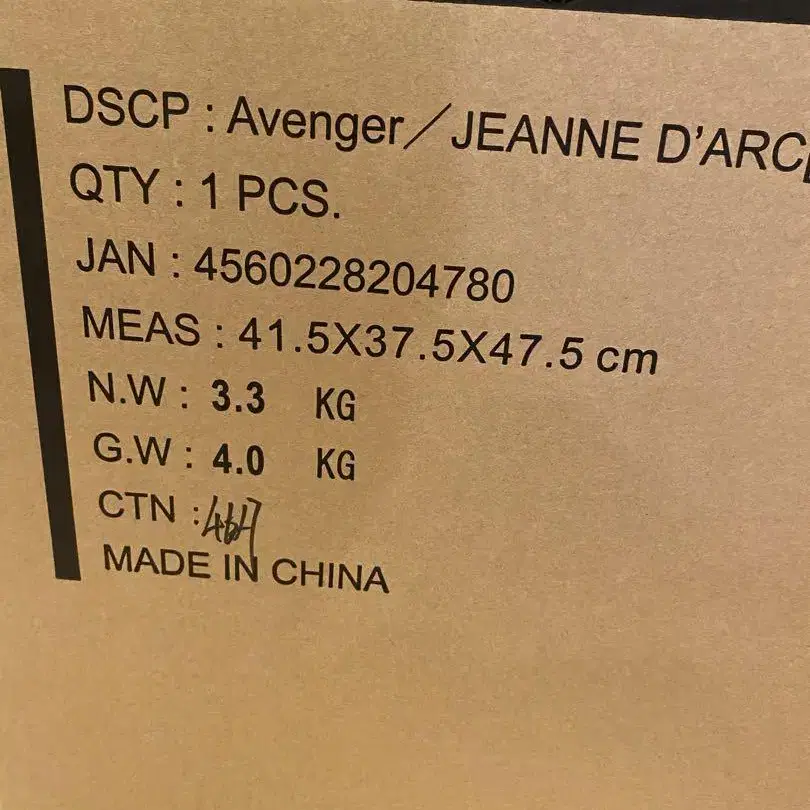 DSCP : Avenger／JEANNE D'ARC
QTY : 1 PCS.
JAN : 4560228204780
MEAS : 41.5X37.5X47.5 cm
N.W : 3.3 KG
G.W : 4.0 KG
CTN : 467
MADE IN CHINA